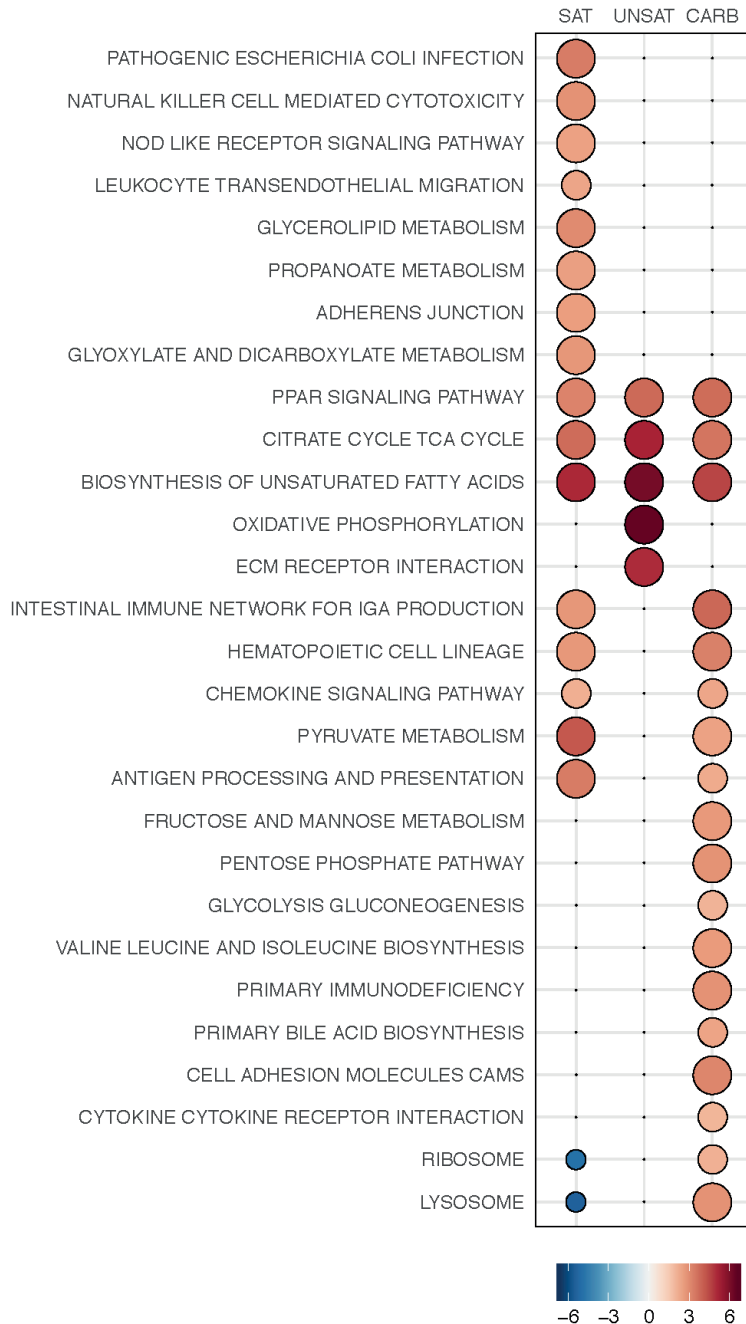 SAT UNSAT CARB
PATHOGENIC ESCHERICHIA COLI INFECTION
NATURAL KILLER CELL MEDIATED CYTOTOXICITY
NOD LIKE RECEPTOR SIGNALING PATHWAY
LEUKOCYTE TRANSENDOTHELIAL MIGRATION
GLYCEROLIPID METABOLISM
PROPANOATE METABOLISM
ADHERENS JUNCTION
GLYOXYLATE AND DICARBOXYLATE METABOLISM
PPAR SIGNALING PATHWAY
CITRATE CYCLE TCA CYCLE
BIOSYNTHESIS OF UNSATURATED FATTY ACIDS
OXIDATIVE PHOSPHORYLATION
ECM RECEPTOR INTERACTION
INTESTINAL IMMUNE NETWORK FOR IGA PRODUCTION
HEMATOPOIETIC CELL LINEAGE
CHEMOKINE SIGNALING PATHWAY
PYRUVATE METABOLISM
ANTIGEN PROCESSING AND PRESENTATION
FRUCTOSE AND MANNOSE METABOLISM
PENTOSE PHOSPHATE PATHWAY
GLYCOLYSIS GLUCONEOGENESIS
VALINE LEUCINE AND ISOLEUCINE BIOSYNTHESIS
PRIMARY IMMUNODEFICIENCY
PRIMARY BILE ACID BIOSYNTHESIS
CELL ADHESION MOLECULES CAMS
CYTOKINE CYTOKINE RECEPTOR INTERACTION
RIBOSOME
LYSOSOME
−6 −3 0 3 6